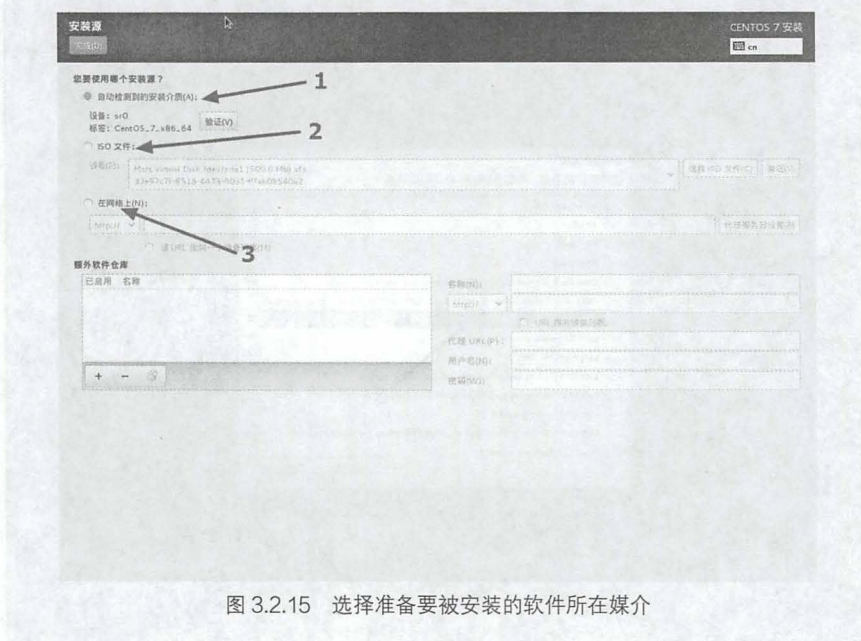 安装源
完成(D)
CENTOS 7 安装
cn
您要使用哪个安装源？
自动检测到的安装介质(A):
1
设备: sr0
标签: CentOS_7_x86_64
验证(V)
2
ISO 文件:
设备(D):
在网络上(N):
http://
3
额外软件仓库
已启用 名称
名称(N):
http://
代理 URL(P):
用户名(N):
密码(W):
+ -
图 3.2.15 选择准备要被安装的软件所在媒介